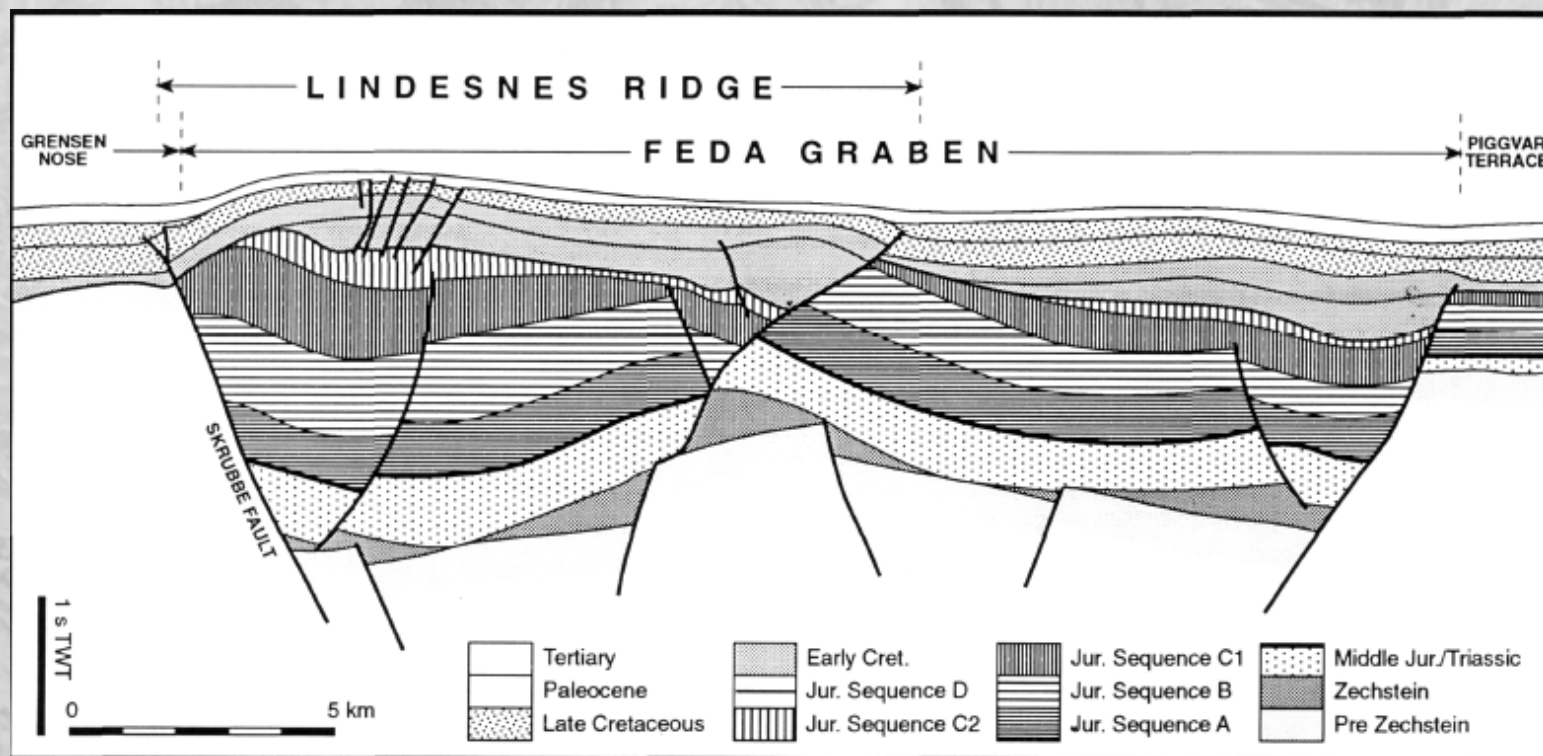 LINDESNES RIDGE
GRENSEN
NOSE
FEDA GRABEN
PIGGVAR
TERRACE
SKRUBBE FAULT
1 s TWT
0 5 km
Tertiary
Paleocene
Late Cretaceous
Early Cret.
Jur. Sequence D
Jur. Sequence C2
Jur. Sequence C1
Jur. Sequence B
Jur. Sequence A
Middle Jur./Triassic
Zechstein
Pre Zechstein